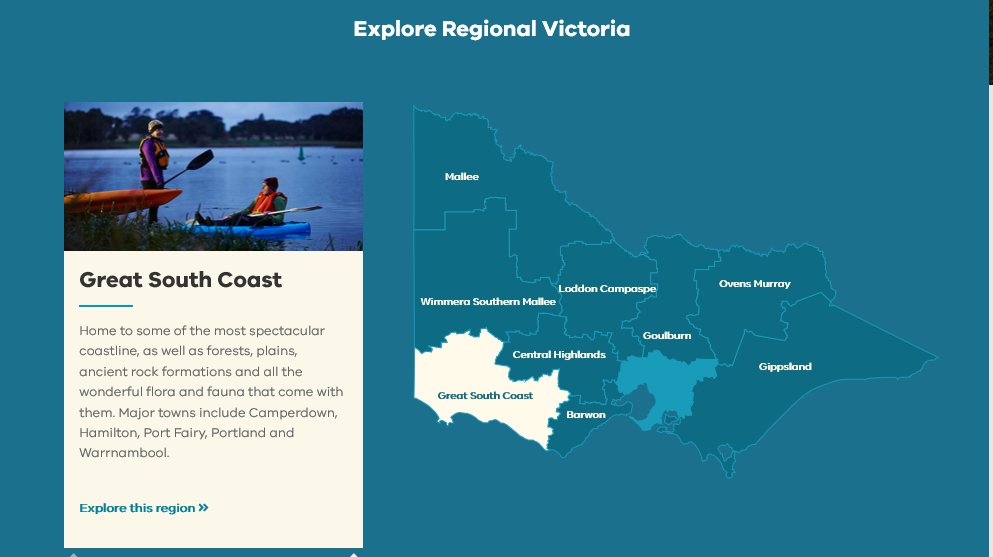 Explore Regional Victoria
Great South Coast
Home to some of the most spectacular
coastline, as well as forests, plains,
ancient rock formations and all the
wonderful flora and fauna that come with
them. Major towns include Camperdown,
Hamilton, Port Fairy, Portland and
Warrnambool.
Explore this region »
Mallee
Loddon Campaspe
Ovens Murray
Wimmera Southern Mallee
Goulburn
Central Highlands
Gippsland
Great South Coast
Barwon